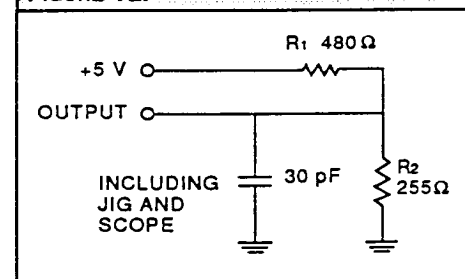 R1 480Ω
+5 V
OUTPUT
30 pF
R2
255Ω
INCLUDING
JIG AND
SCOPE